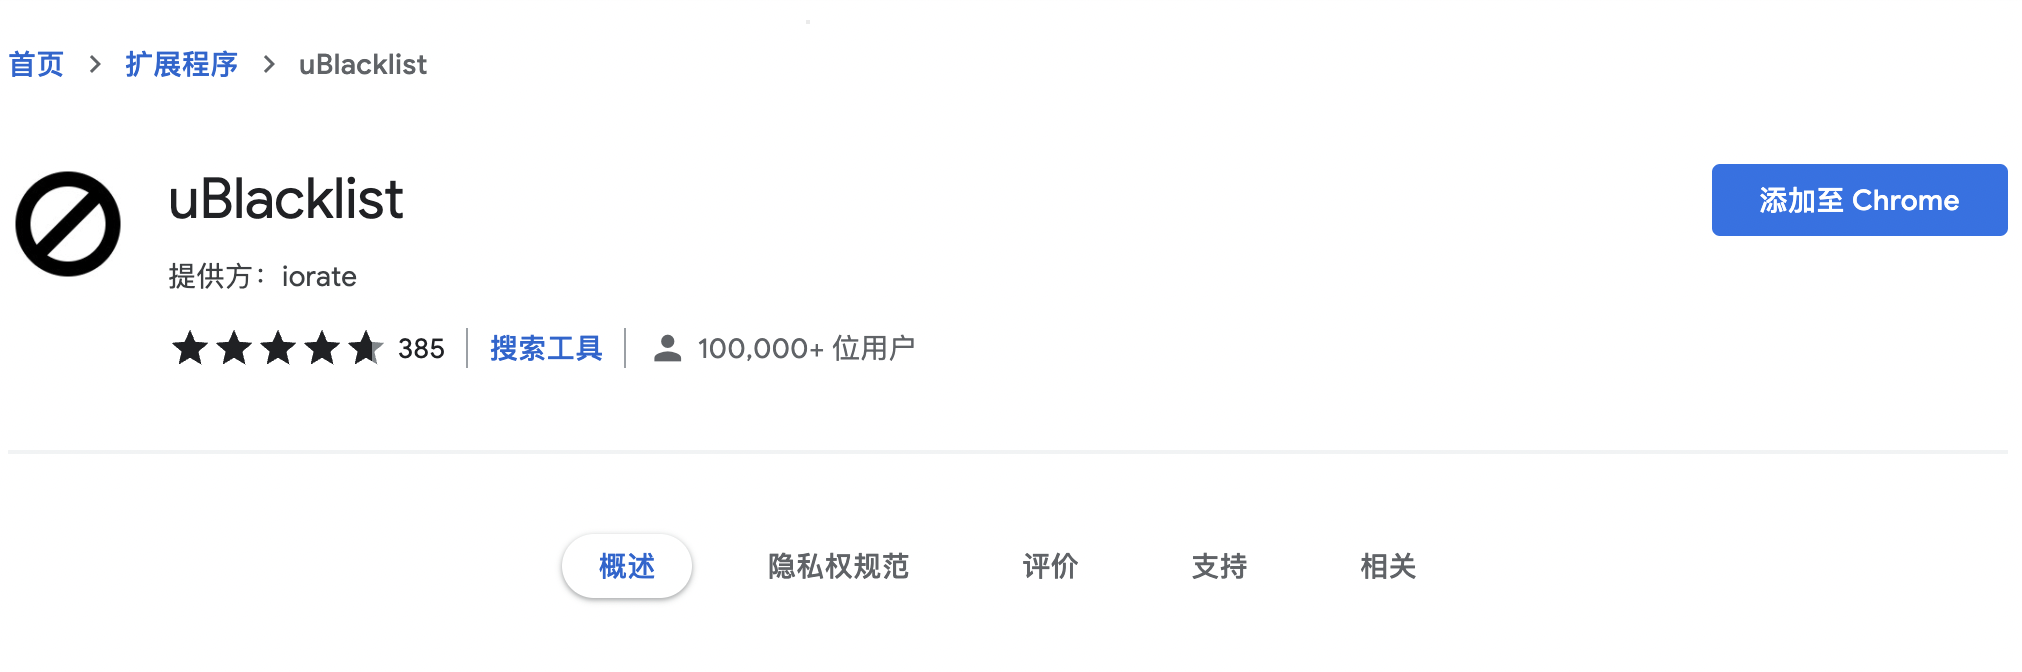 首页 > 扩展程序 > uBlacklist
uBlacklist
添加至 Chrome
提供方： iorate
385 | 搜索工具 | 100,000+ 位用户
概述 隐私权规范 评价 支持 相关